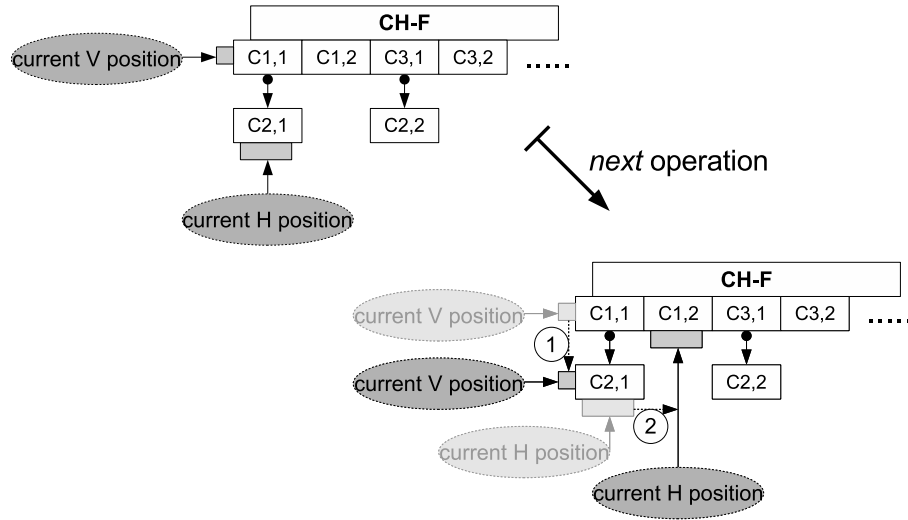 CH-F
current V position
C1,1 C1,2 C3,1 C3,2 .....
C2,1 C2,2
current H position
next operation
CH-F
current V position
C1,1 C1,2 C3,1 C3,2 .....
1
current V position
C2,1 C2,2
2
current H position
current H position